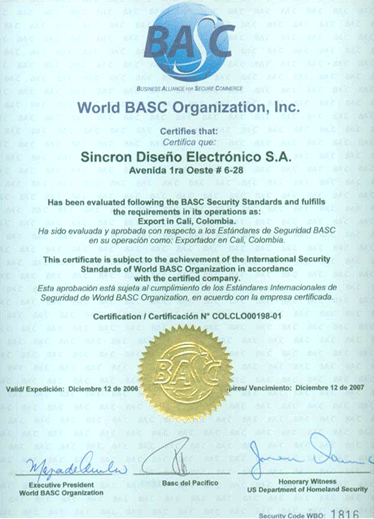 BASC
BUSINESS ALLIANCE FOR SECURE COMMERCE
World BASC Organization, Inc.
Certifies that:
Certifica que:
Sincron Diseño Electrónico S.A.
Avenida 1ra Oeste # 6-28
Has been evaluated following the BASC Security Standards and fulfills
the requirements in its operations as:
Export in Cali, Colombia.
Ha sido evaluada y aprobada con respecto a los Estándares de Seguridad BASC
en su operación como: Exportador en Cali, Colombia.
This certificate is subject to the achievement of the International Security
Standards of World BASC Organization in accordance
with the certified company.
Esta aprobación está sujeta al cumplimiento de los Estándares Internacionales de
Seguridad de World BASC Organization, en acuerdo con la empresa certificada.
Certification / Certificación N° COLCLO00198-01
BASC
Valid/ Expedición: Diciembre 12 de 2006 pires/ Vencimiento: Diciembre 12 de 2007
Executive President
World BASC Organization
Basc del Pacífico
Honorary Witness
US Department of Homeland Security
Security Code WBO: 1816